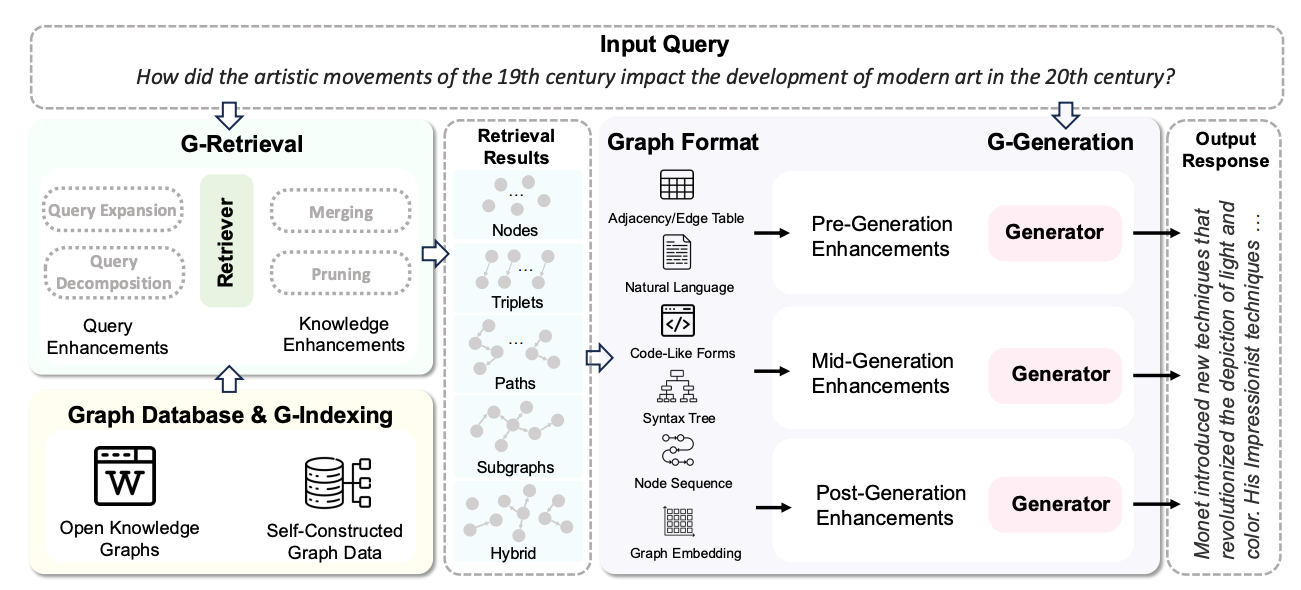 Input Query
How did the artistic movements of the 19th century impact the development of modern art in the 20th century?
G-Retrieval
Query Expansion
Query
Decomposition
Query
Enhancements
Retriever
Merging
Pruning
Knowledge
Enhancements
Graph Database & G-Indexing
W
Open Knowledge
Graphs
Self-Constructed
Graph Data
Retrieval
Results
...
Nodes
...
Triplets
...
Paths
Subgraphs
Hybrid
Graph Format
Adjacency/Edge Table
Natural Language
</>
Code-Like Forms
Syntax Tree
Node Sequence
Graph Embedding
G-Generation
Pre-Generation
Enhancements
Generator
Mid-Generation
Enhancements
Generator
Post-Generation
Enhancements
Generator
Output
Response
Monet introduced new techniques that
revolutionized the depiction of light and
color. His Impressionist techniques ...